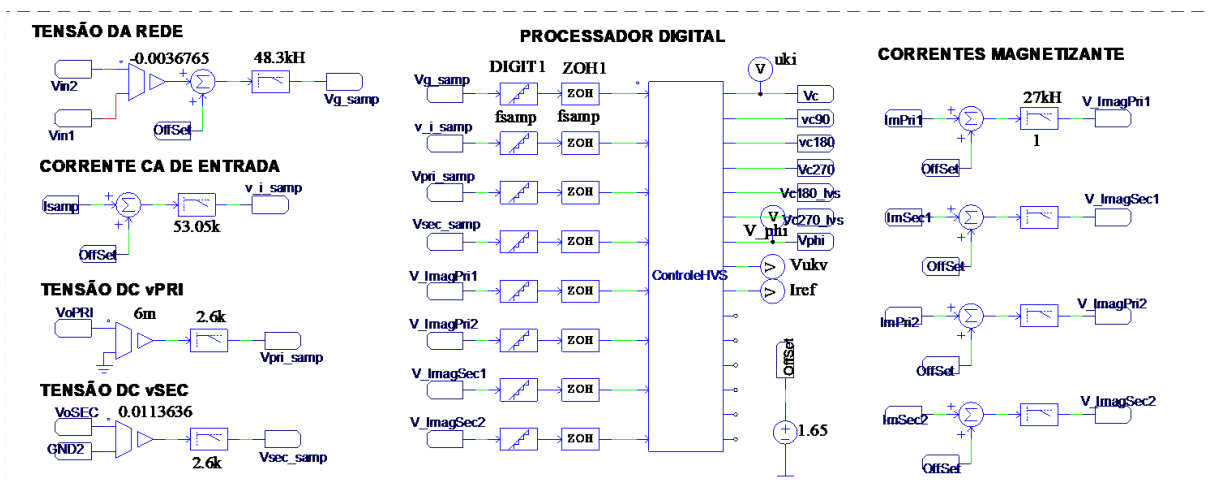 TENSÃO DA REDE
-0.0036765
48.3kH
Vin2
Vin1
OffSet
Vg_samp
CORRENTE CA DE ENTRADA
Isamp
v_i_samp
53.05k
OffSet
TENSÃO DC vPRI
VoPRI
6m
2.6k
Vpri_samp
TENSÃO DC vSEC
VoSEC
0.0113636
GND2
2.6k
Vsec_samp
PROCESSADOR DIGITAL
DIGIT1
ZOH1
Vg_samp
ZOH
fsamp
fsamp
v_i_samp
ZOH
Vpri_samp
ZOH
Vsec_samp
ZOH
V_ImagPri1
ZOH
V_ImagPri2
ZOH
V_ImagSec1
ZOH
V_ImagSec2
ZOH
ControleHVS
V
uki
Vc
vc90
vc180
Vc270
Vc180_lvs
V
Vc270_lvs
V_phi
Vphi
V
Vukv
V
Iref
OffSet
1.65
CORRENTES MAGNETIZANTE
ImPri1
27kH
1
V_ImagPri1
OffSet
ImSec1
V_ImagSec1
OffSet
ImPri2
V_ImagPri2
OffSet
ImSec2
V_ImagSec2
OffSet